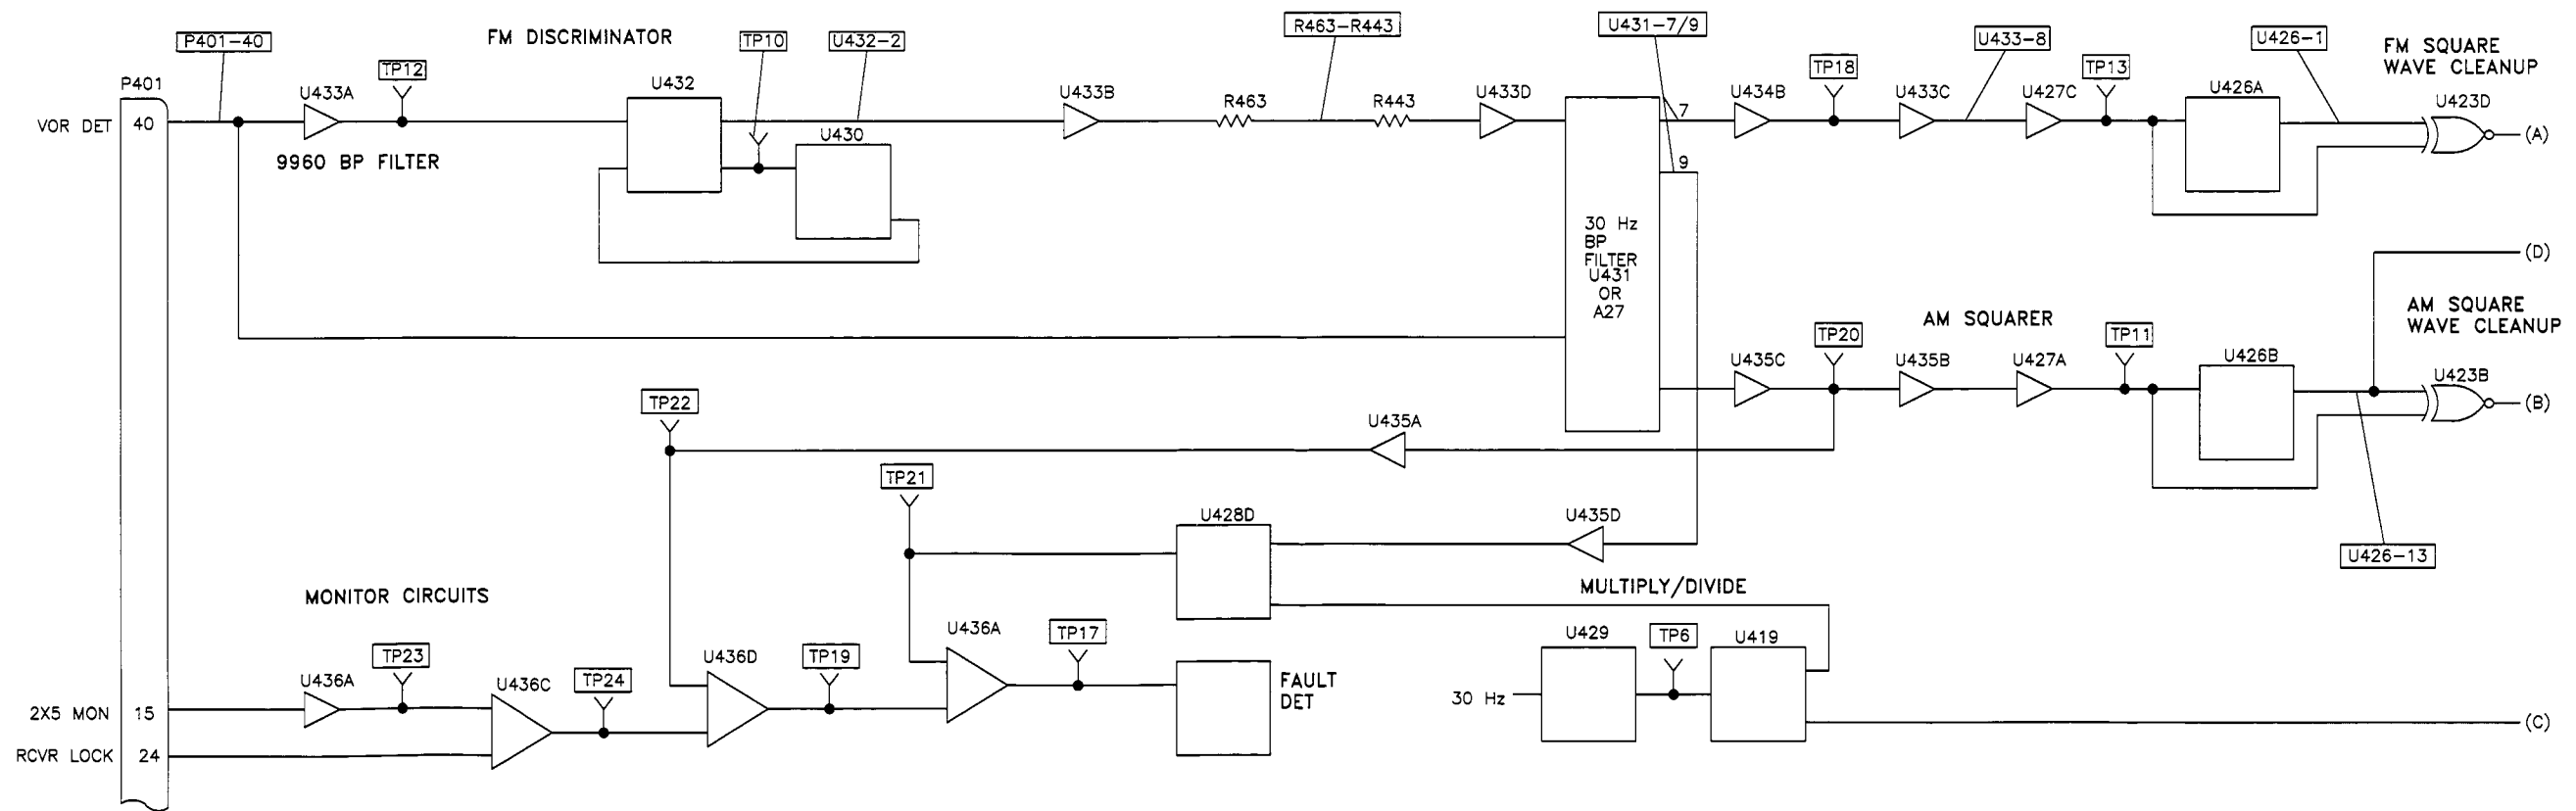 P401-40
FM DISCRIMINATOR
TP10
U432-2
R463-R443
U431-7/9
U433-8
U426-1
FM SQUARE
WAVE CLEANUP
P401
U433A
TP12
U432
U433B
R463
R443
U433D
U434B
TP18
U433C
U427C
TP13
U426A
U423D
VOR DET
40
7
(A)
9960 BP FILTER
U430
9
30 Hz
BP
FILTER
U431
OR
A27
(D)
AM SQUARE
WAVE CLEANUP
AM SQUARER
U435C
TP20
U435B
U427A
TP11
U426B
U423B
(B)
TP22
U435A
TP21
U428D
U435D
U426-13
MONITOR CIRCUITS
MULTIPLY/DIVIDE
U436A
TP23
U436C
TP24
U436D
TP19
U436A
TP17
U429
TP6
U419
FAULT
DET
30 Hz
2X5 MON
15
(C)
RCVR LOCK
24